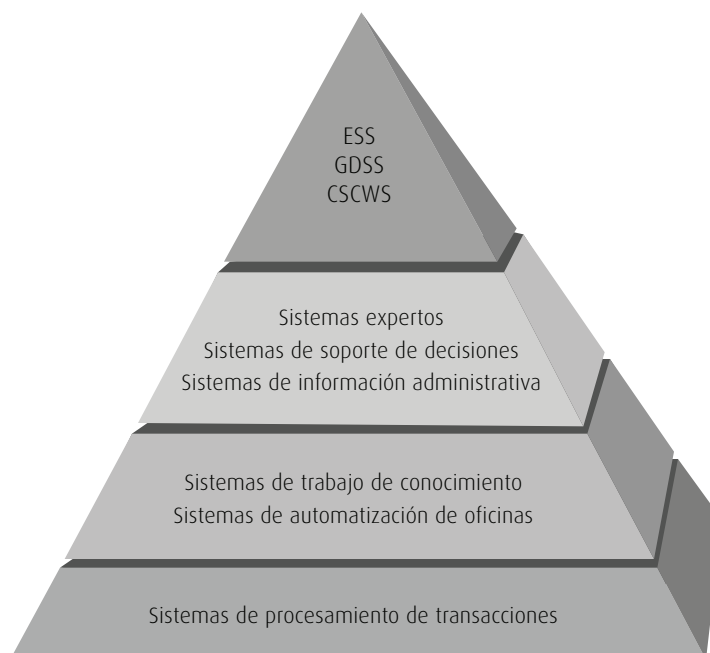 ESS
GDSS
CSCWS
Sistemas expertos
Sistemas de soporte de decisiones
Sistemas de información administrativa
Sistemas de trabajo de conocimiento
Sistemas de automatización de oficinas
Sistemas de procesamiento de transacciones